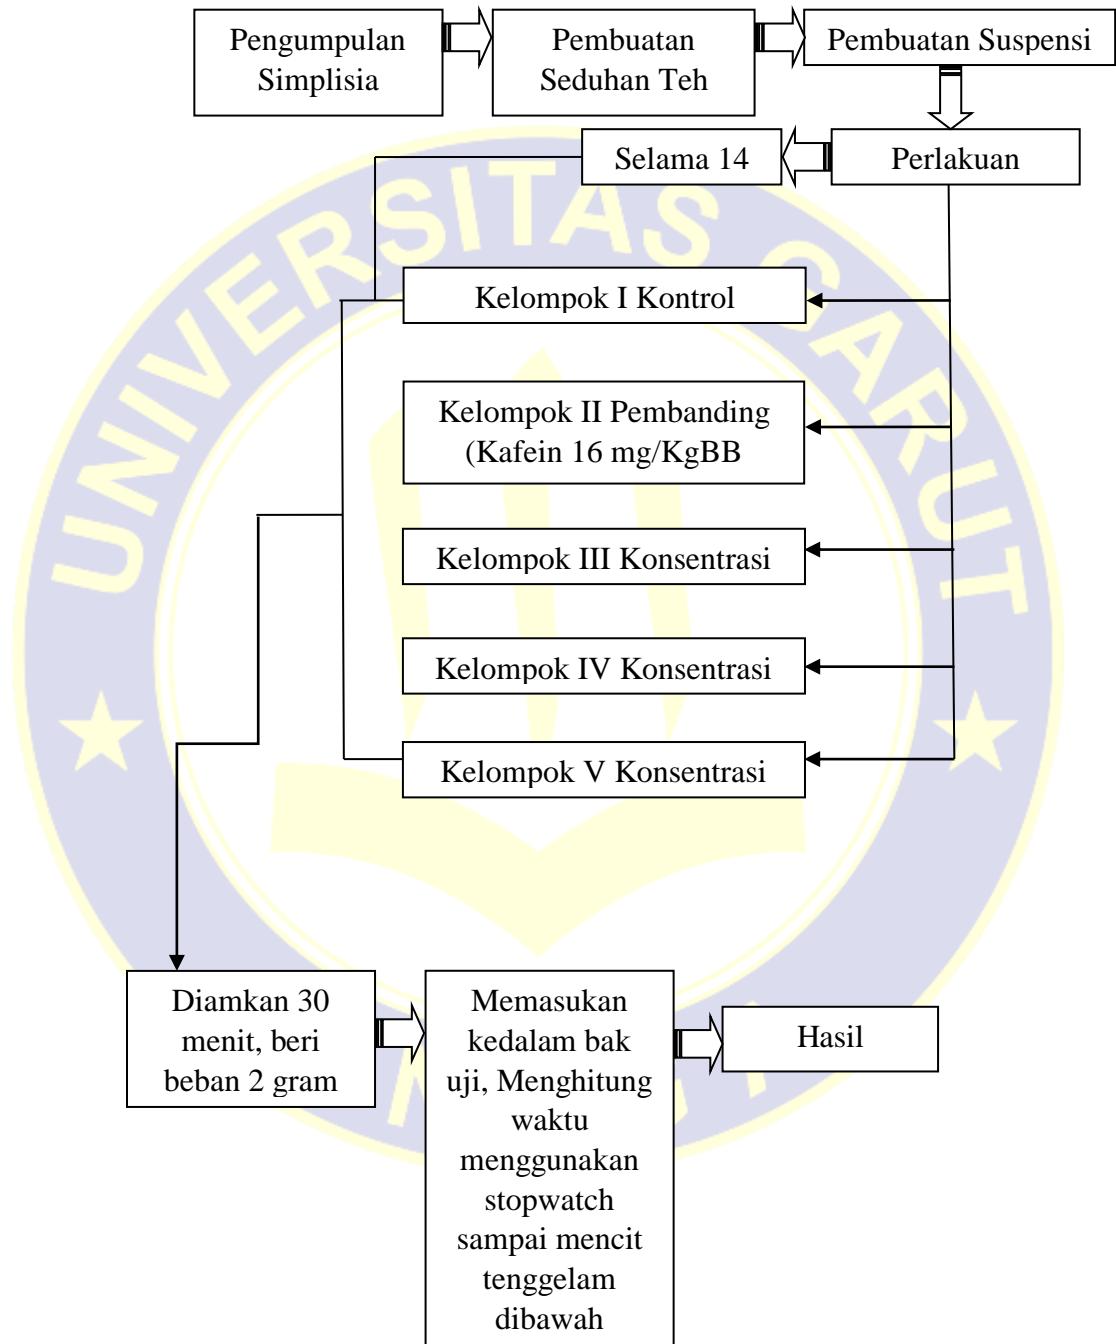 Pengumpulan
Simplisia
Pembuatan
Seduhan Teh
Pembuatan Suspensi
Selama 14
Perlakuan
Kelompok I Kontrol
Kelompok II Pembanding
(Kafein 16 mg/KgBB
Kelompok III Konsentrasi
Kelompok IV Konsentrasi
Kelompok V Konsentrasi
Diamkan 30
menit, beri
beban 2 gram
Memasukan
kedalam bak
uji, Menghitung
waktu
menggunakan
stopwatch
sampai mencit
tenggelam
dibawah
Hasil
UNIVERSITAS GARUT